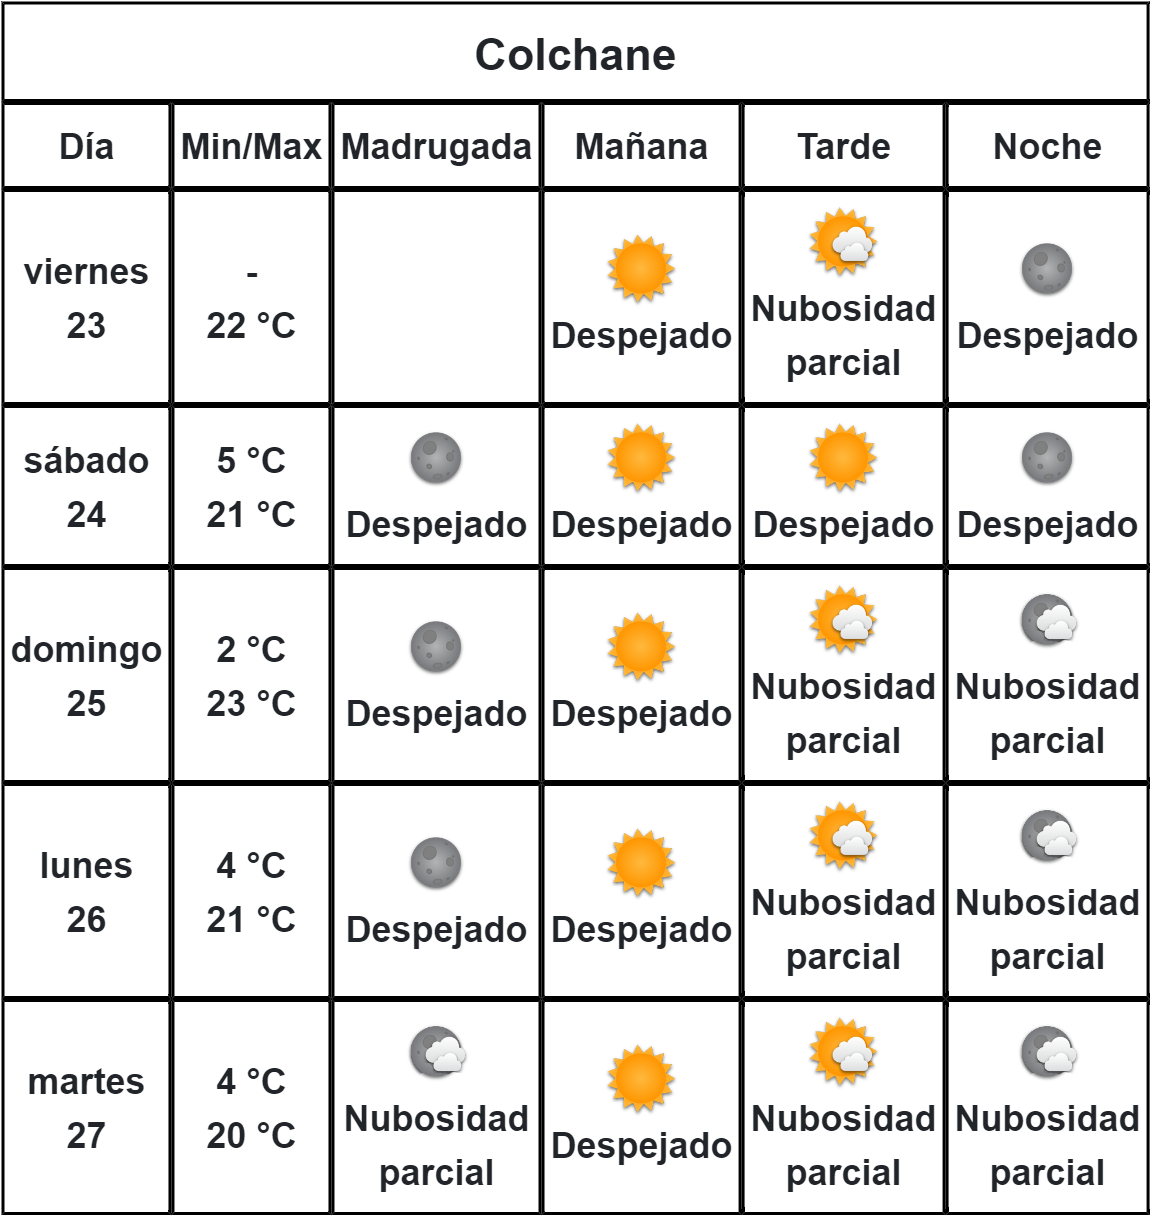 Colchane
Día Min/Max Madrugada Mañana Tarde Noche
viernes
23
-
22 °C
Despejado
Nubosidad
parcial
Despejado
sábado
24
5 °C
21 °C
Despejado
Despejado
Despejado
Despejado
domingo
25
2 °C
23 °C
Despejado
Despejado
Nubosidad
parcial
Nubosidad
parcial
lunes
26
4 °C
21 °C
Despejado
Despejado
Nubosidad
parcial
Nubosidad
parcial
martes
27
4 °C
20 °C
Nubosidad
parcial
Despejado
Nubosidad
parcial
Nubosidad
parcial